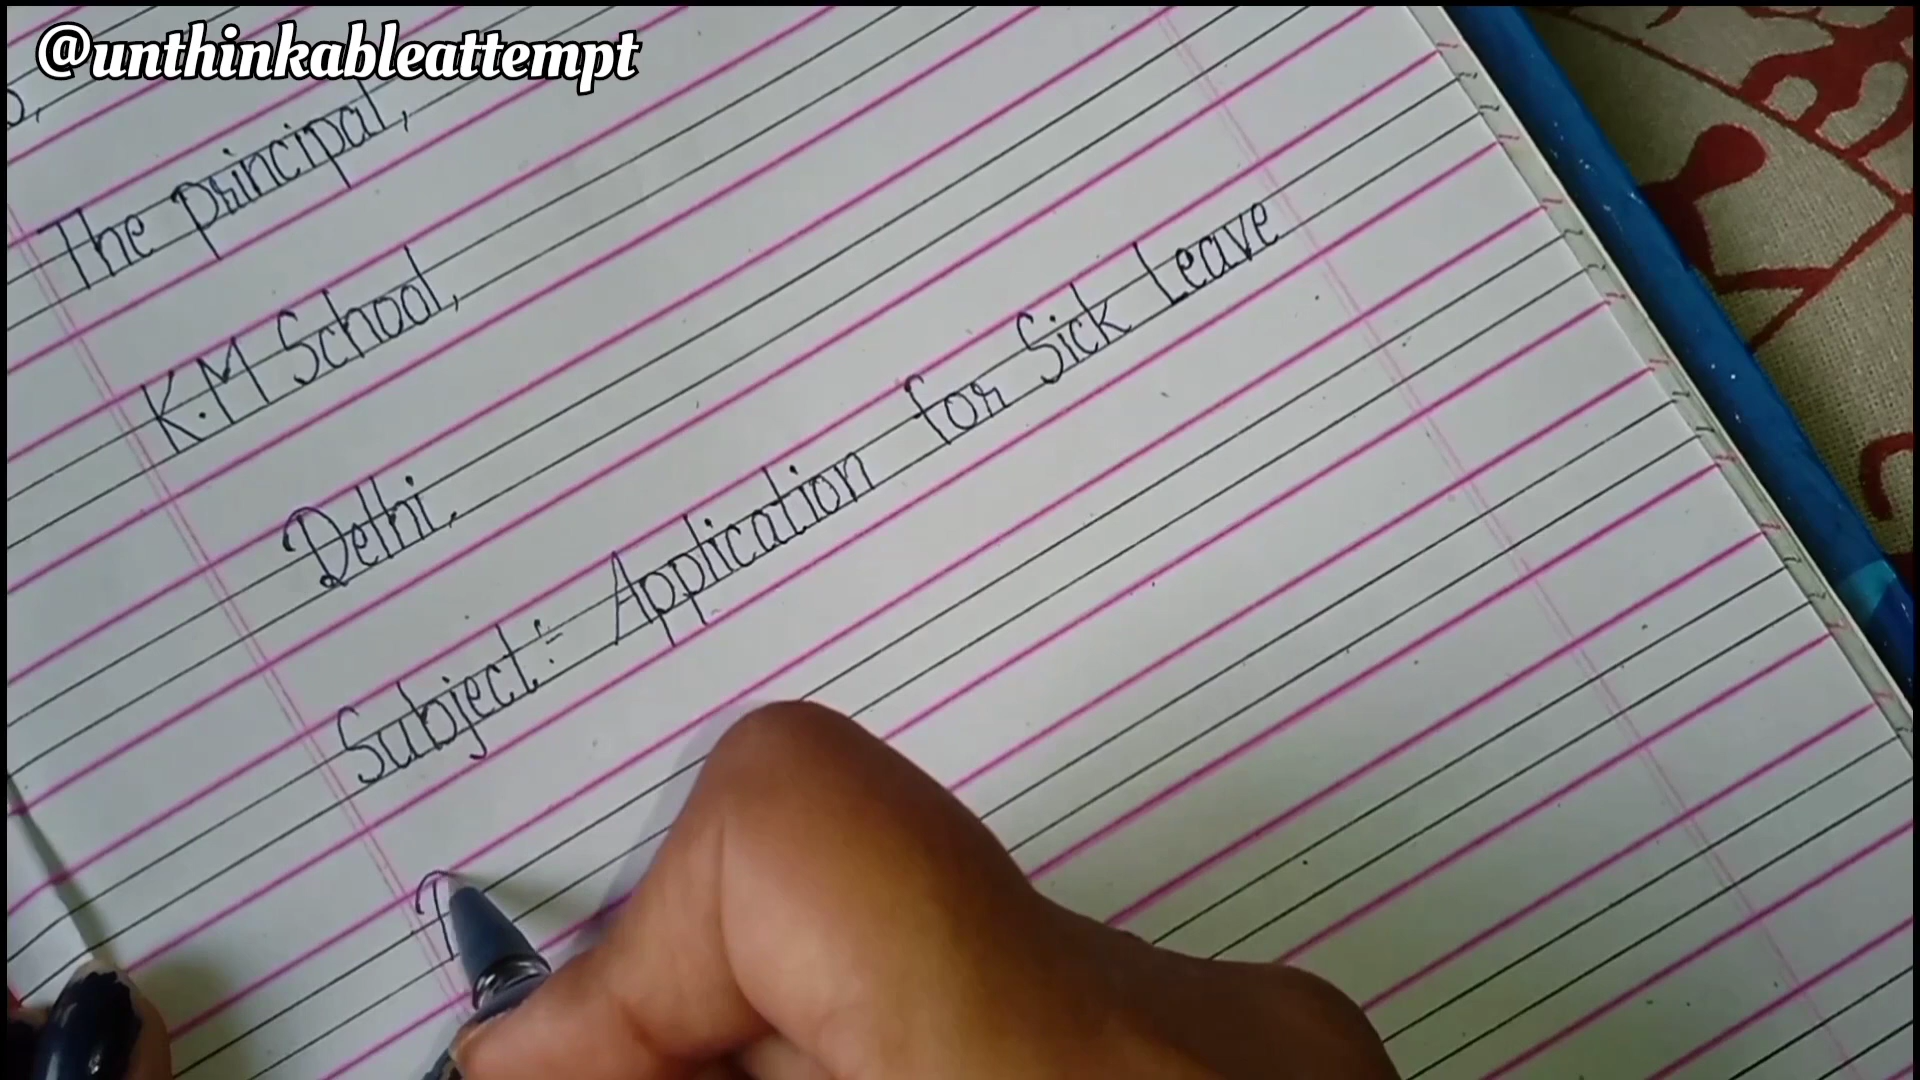 @unthinkableattempt
The principal,
K.M School,
Delhi.
Subject:- Application for Sick Leave